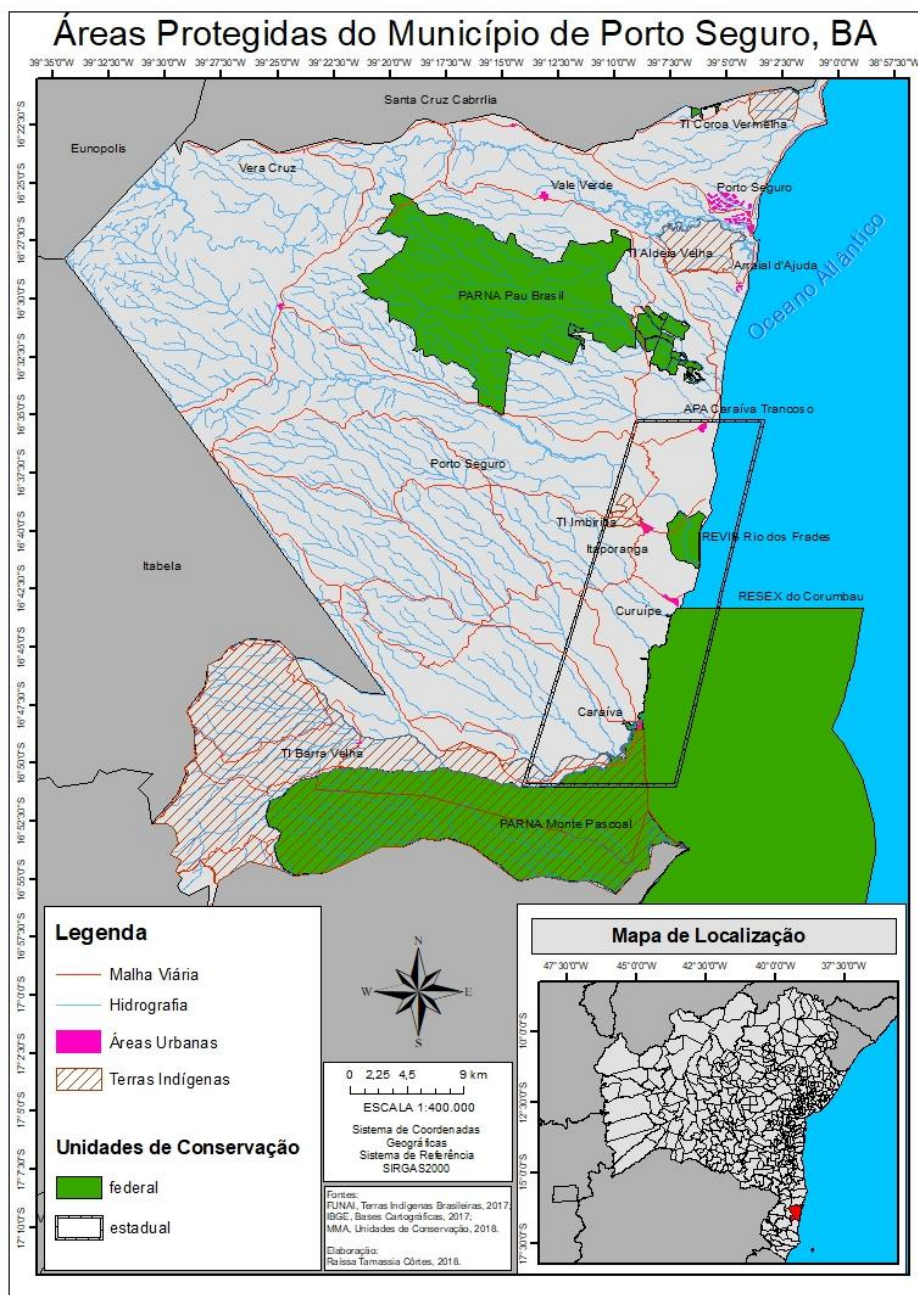 Áreas Protegidas do Município de Porto Seguro, BA
39°35'0"W 39°32'30"W 39°30'0"W 39°27'30"W 39°25'0"W 39°22'30"W 39°20'0"W 39°17'30"W 39°15'0"W 39°12'30"W 39°10'0"W 39°7'30"W 39°5'0"W 39°2'30"W 39°0'0"W 38°57'30"W
16°22'30"S
16°25'0"S
16°27'30"S
16°30'0"S
16°32'30"S
16°35'0"S
16°37'30"S
16°40'0"S
16°42'30"S
16°45'0"S
16°47'30"S
16°50'0"S
16°52'30"S
16°55'0"S
16°57'30"S
17°0'0"S
17°2'30"S
17°5'0"S
17°7'30"S
17°10'0"S
Santa Cruz Cabrrlia
TI Coroa Vermelha
Eunopolis
Vera Cruz
Vale Verde
Porto Seguro
TI Aldeia Velha
Arraial d'Ajuda
Oceano Atlantico
PARNA Pau Brasil
APA Caraíva Trancoso
Porto Seguro
TI Imbiriba
REVIS Rio dos Frades
Itaporanga
Itabela
RESEX do Corumbau
Curuípe
Caraíva
TI Barra Velha
PARNA Monte Pascoal
Legenda
Malha Viária
Hidrografia
Áreas Urbanas
Terras Indígenas
Unidades de Conservação
federal
estadual
N
W E
S
0 2,25 4,5 9 km
ESCALA 1:400.000
Sistema de Coordenadas
Geográficas
Sistema de Referência
SIRGAS2000
Fontes:
FUNAI, Terras Indígenas Brasileiras, 2017;
IBGE, Bases Cartográficas, 2017;
MMA, Unidades de Conservação, 2018.
Elaboração:
Raíssa Tamassia Côrtes, 2018.
Mapa de Localização
47°30'0"W 45°0'0"W 42°30'0"W 40°0'0"W 37°30'0"W
10°0'0"S
12°30'0"S
15°0'0"S
17°30'0"S